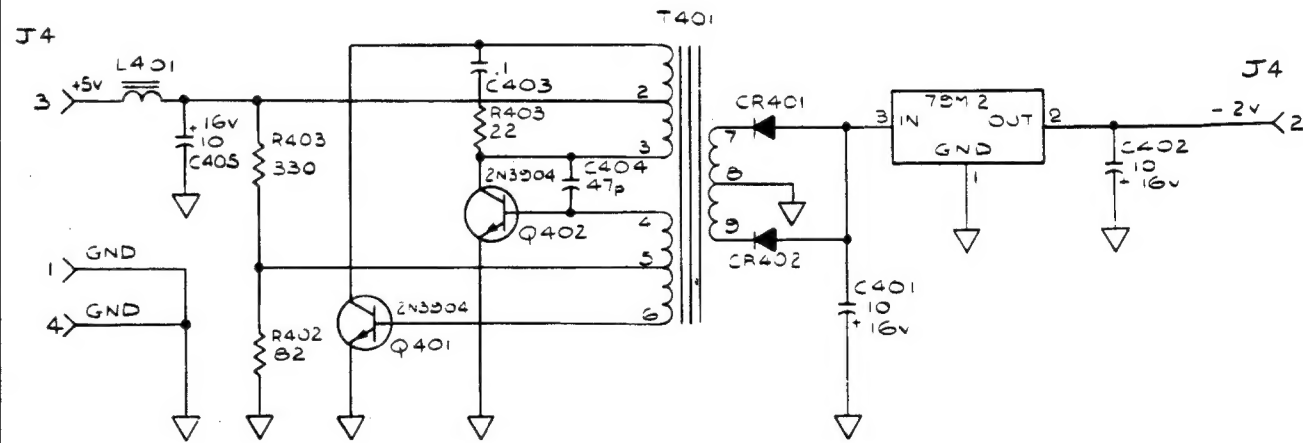 J4
T401
L401
3
+5v
+ 16v
10
C405
R403
330
.1
C403
2
R403
22
3
C404
47p
2N3904
Q402
4
5
6
2N3904
Q401
R402
82
1
GND
4
GND
7
8
9
CR401
CR402
3
79M 2
IN
OUT
GND
1
2
J4
- 2v
2
C402
10
+ 16v
C401
10
+ 16v